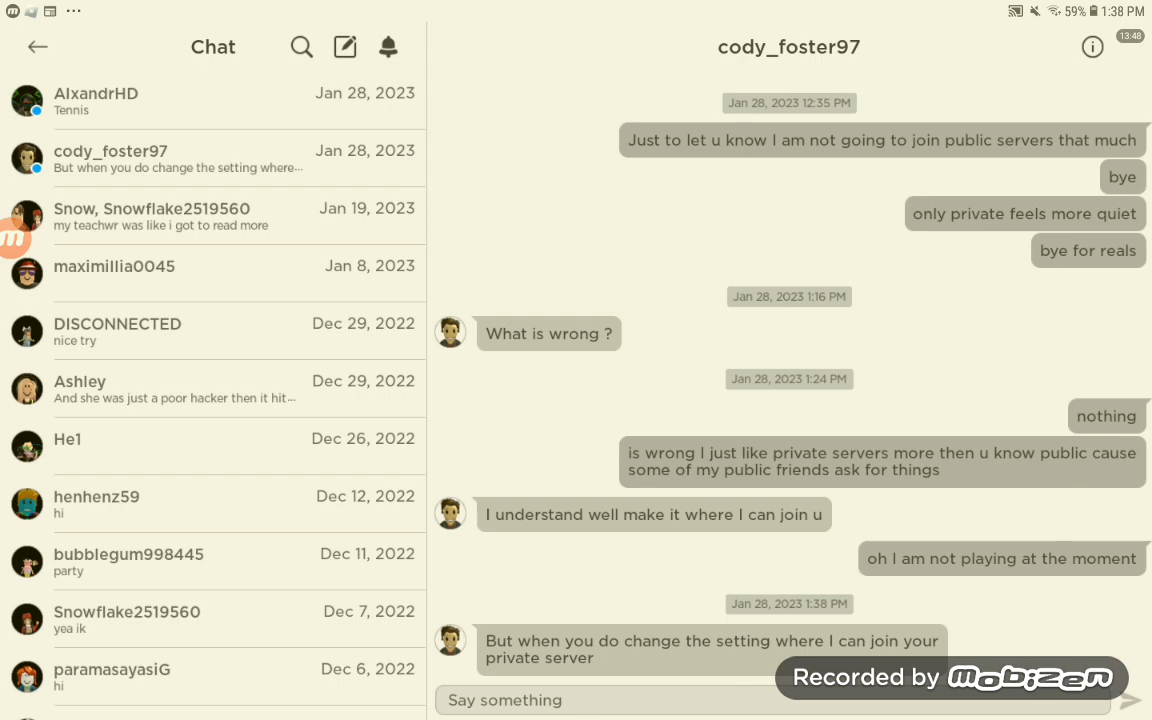 59% 1:38 PM
Chat
cody_foster97
13:48
AlxandrHD Jan 28, 2023
Tennis
cody_foster97 Jan 28, 2023
But when you do change the setting where...
Snow, Snowflake2519560 Jan 19, 2023
my teachwr was like i got to read more
maximillia0045 Jan 8, 2023
DISCONNECTED Dec 29, 2022
nice try
Ashley Dec 29, 2022
And she was just a poor hacker then it hit...
He1 Dec 26, 2022
henhenz59 Dec 12, 2022
hi
bubblegum998445 Dec 11, 2022
party
Snowflake2519560 Dec 7, 2022
yea ik
paramasayasiG Dec 6, 2022
hi
Jan 28, 2023 12:35 PM
Just to let u know I am not going to join public servers that much
bye
only private feels more quiet
bye for reals
Jan 28, 2023 1:16 PM
What is wrong ?
Jan 28, 2023 1:24 PM
nothing
is wrong I just like private servers more then u know public cause
some of my public friends ask for things
I understand well make it where I can join u
oh I am not playing at the moment
Jan 28, 2023 1:38 PM
But when you do change the setting where I can join your
private server
Recorded by mobizen
Say something